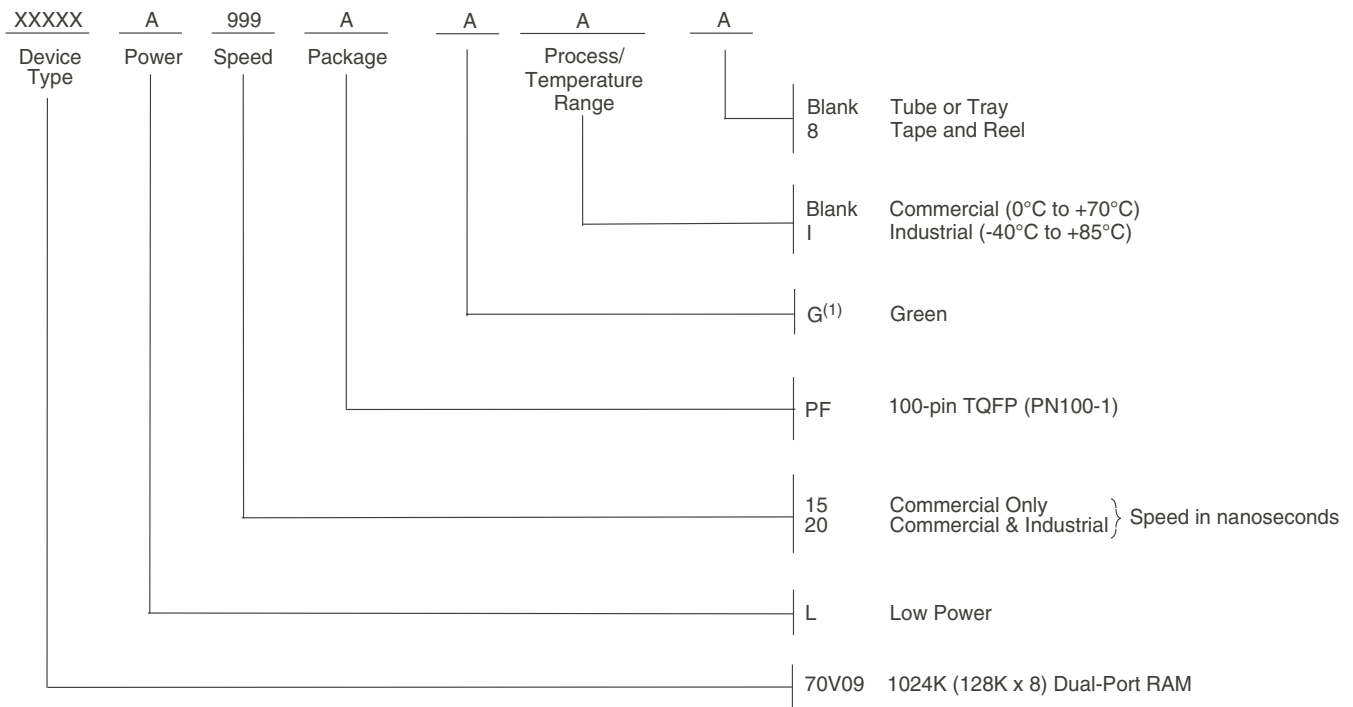 XXXXX A 999 A A A A
Device Type Power Speed Package Process/ Temperature Range
Blank Tube or Tray
8 Tape and Reel
Blank Commercial (0°C to +70°C)
I Industrial (-40°C to +85°C)
G(1) Green
PF 100-pin TQFP (PN100-1)
15 Commercial Only
20 Commercial & Industrial
Speed in nanoseconds
L Low Power
70V09 1024K (128K x 8) Dual-Port RAM